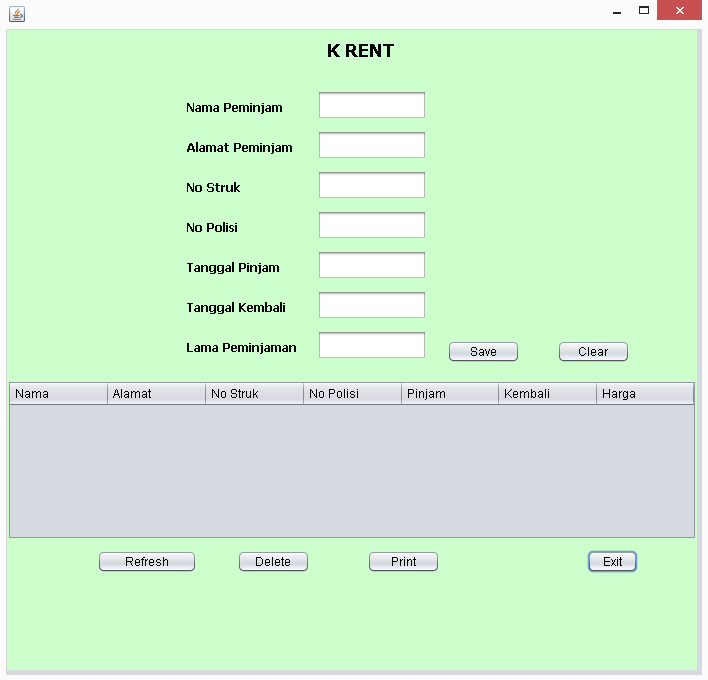 K RENT
Nama Peminjam
Alamat Peminjam
No Struk
No Polisi
Tanggal Pinjam
Tanggal Kembali
Lama Peminjaman Save Clear
Nama Alamat No Struk No Polisi Pinjam Kembali Harga
Refresh Delete Print Exit